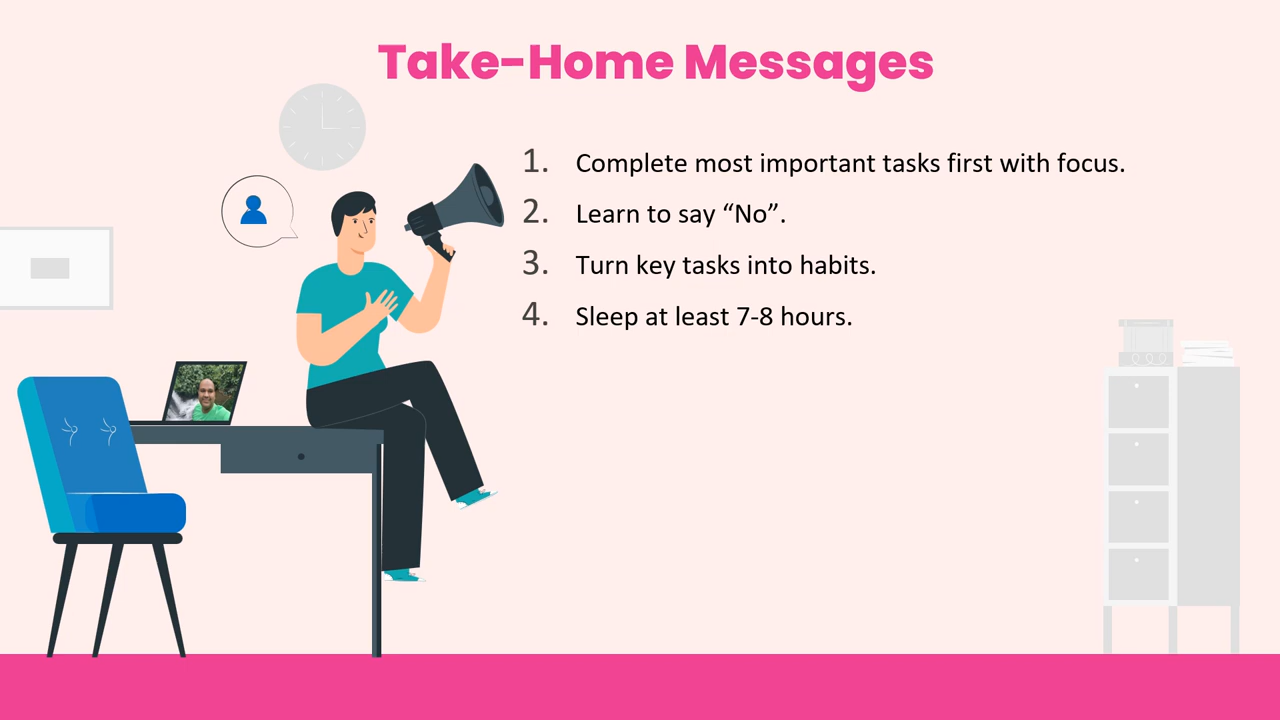 Take-Home Messages
1. Complete most important tasks first with focus.
2. Learn to say “No”.
3. Turn key tasks into habits.
4. Sleep at least 7-8 hours.